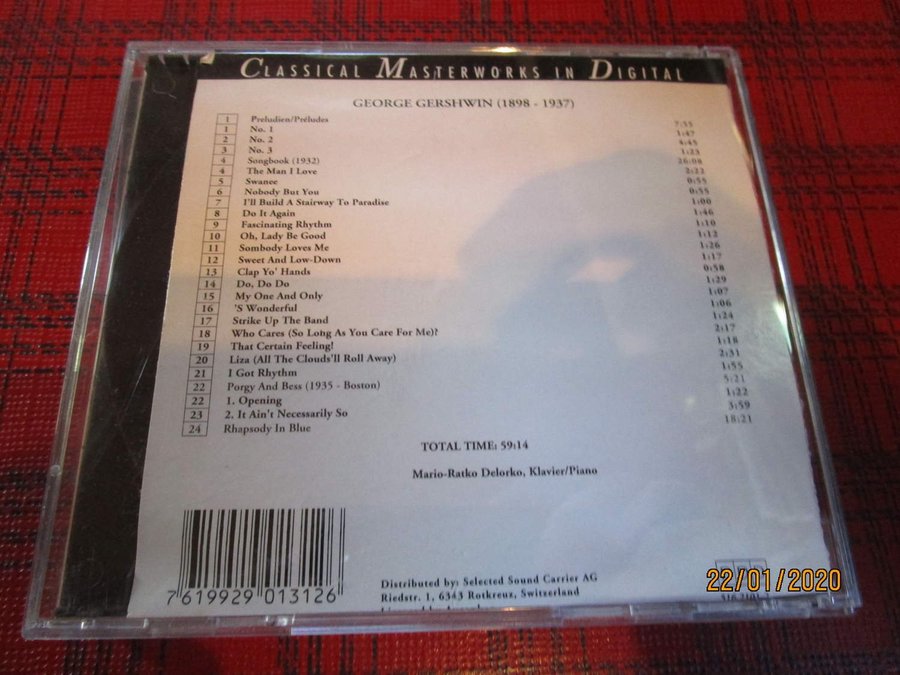 CLASSICAL MASTERWORKS IN DIGITAL
GEORGE GERSHWIN (1898 - 1937)
1 Preludien/Préludes 7:55
1 No. 1 1:47
2 No. 2 4:45
3 No. 3 1:23
4 Songbook (1932) 26:08
4 The Man I Love 2:22
5 Swanee 0:55
6 Nobody But You 0:55
7 I'll Build A Stairway To Paradise 1:00
8 Do It Again 1:46
9 Fascinating Rhythm 1:10
10 Oh, Lady Be Good 1:12
11 Sombody Loves Me 1:26
12 Sweet And Low-Down 1:17
13 Clap Yo' Hands 0:58
14 Do, Do Do 1:29
15 My One And Only 1:07
16 'S Wonderful 1:06
17 Strike Up The Band 1:24
18 Who Cares (So Long As You Care For Me)? 2:17
19 That Certain Feeling! 1:18
20 Liza (All The Clouds'll Roll Away) 2:31
21 I Got Rhythm 1:55
22 Porgy And Bess (1935 - Boston) 5:21
22 1. Opening 1:22
23 2. It Ain't Necessarily So 3:59
24 Rhapsody In Blue 18:21
TOTAL TIME: 59:14
Mario-Ratko Delorko, Klavier/Piano
7 619929 013126
Distributed by: Selected Sound Carrier AG
Riedstr. 1, 6343 Rotkreuz, Switzerland
22/01/2020